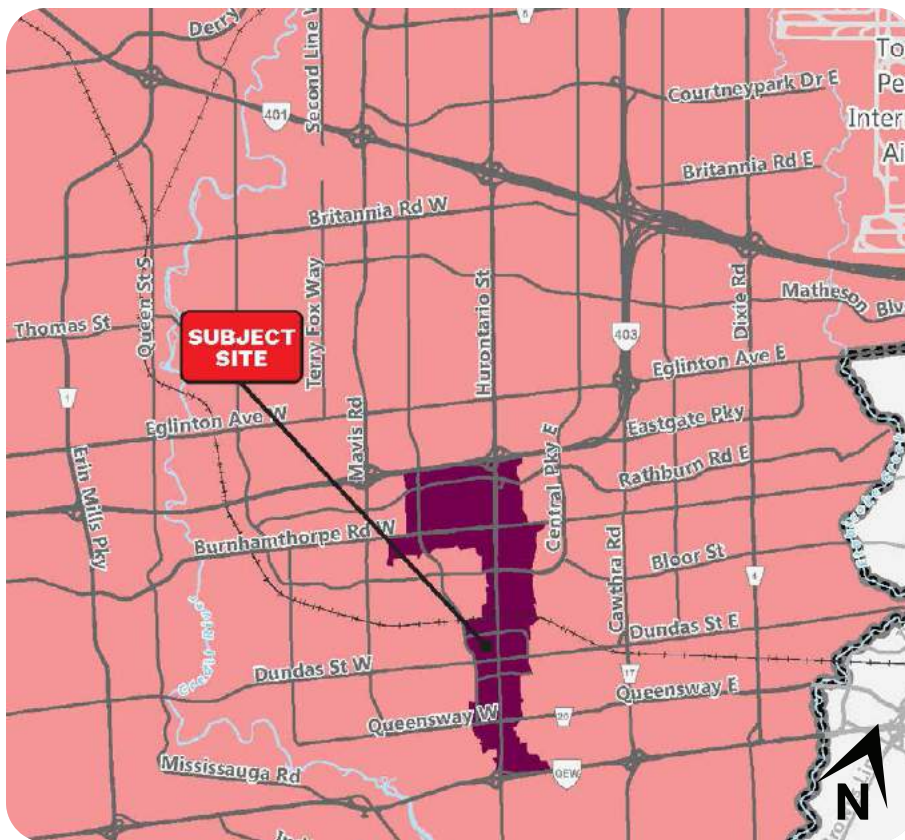 Derry
Second Line W
6
To
Pe
Inter
Ai
Courtneypark Dr E
401
Britannia Rd E
Britannia Rd W
Queen St S
Terry Fox Way
Hurontario St
Dixie Rd
Matheson Blv
Thomas St
SUBJECT
SITE
403
Eglinton Ave E
1
Eglinton Ave W
Mavis Rd
Eastgate Pky
Central Pky E
Rathburn Rd E
Erin Mills Pky
Burnhamthorpe Rd W
Cawthra Rd
Bloor St
4
Dundas St E
Dundas St W
17
Queensway E
Queensway W
20
Mississauga Rd
QEW
N